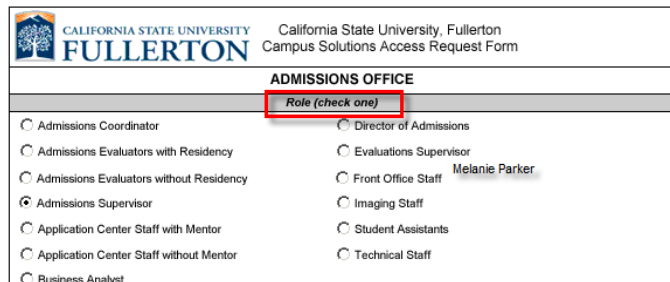 CALIFORNIA STATE UNIVERSITY
FULLERTON
California State University, Fullerton
Campus Solutions Access Request Form
ADMISSIONS OFFICE
Role (check one)
Admissions Coordinator
Director of Admissions
Admissions Evaluators with Residency
Evaluations Supervisor
Melanie Parker
Admissions Evaluators without Residency
Front Office Staff
Admissions Supervisor
Imaging Staff
Application Center Staff with Mentor
Student Assistants
Application Center Staff without Mentor
Technical Staff
Business Analyst